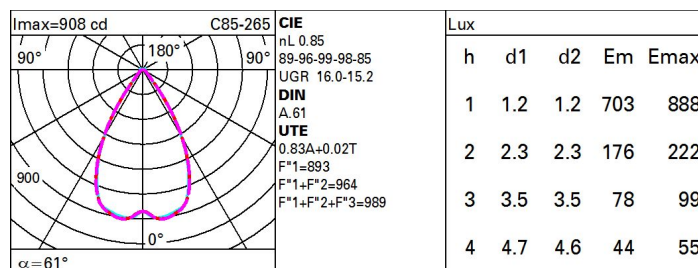 Imax=908 cd C85-265
90° 180° 90°
900
0°
α=61°
CIE
nL 0.85
89-96-99-98-85
UGR 16.0-15.2
DIN
A.61
UTE
0.83A+0.02T
F"1=893
F"1+F"2=964
F"1+F"2+F"3=989
Lux
h d1 d2 Em Emax
1 1.2 1.2 703 888
2 2.3 2.3 176 222
3 3.5 3.5 78 99
4 4.7 4.6 44 55